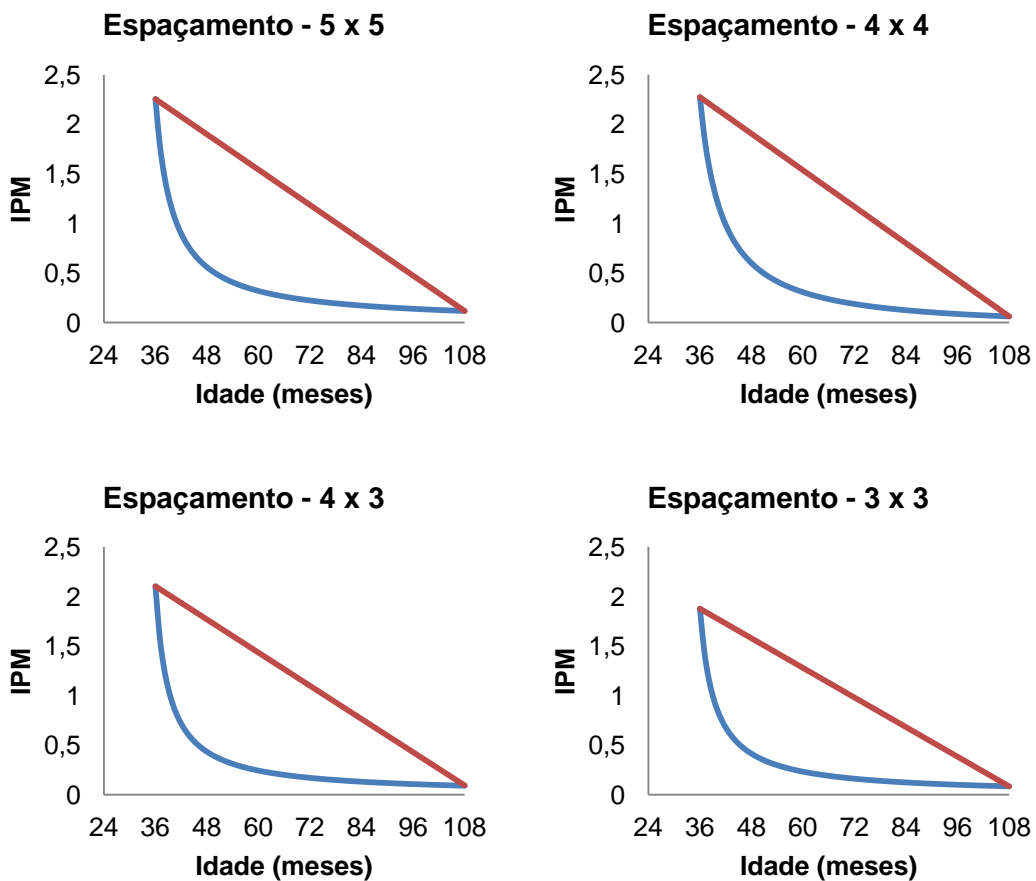 Espaçamento - 5 x 5
2,5
2
1,5
1
0,5
0
IPM
24 36 48 60 72 84 96 108
Idade (meses)
Espaçamento - 4 x 4
2,5
2
1,5
1
0,5
0
IPM
24 36 48 60 72 84 96 108
Idade (meses)
Espaçamento - 4 x 3
2,5
2
1,5
1
0,5
0
IPM
24 36 48 60 72 84 96 108
Idade (meses)
Espaçamento - 3 x 3
2,5
2
1,5
1
0,5
0
IPM
24 36 48 60 72 84 96 108
Idade (meses)